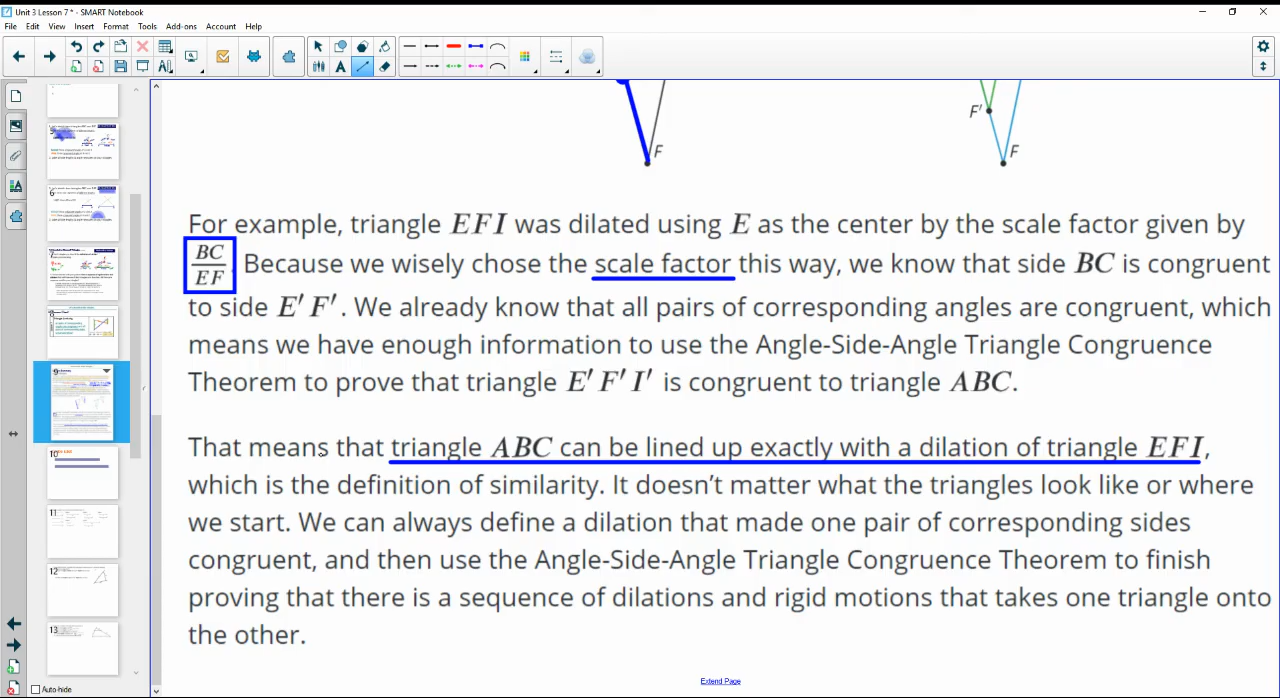 Unit 3 Lesson 7 * - SMART Notebook
File Edit View Insert Format Tools Add-ons Account Help
F' F
F
For example, triangle EFI was dilated using E as the center by the scale factor given by
BC/EF. Because we wisely chose the scale factor this way, we know that side BC is congruent
to side E′F′. We already know that all pairs of corresponding angles are congruent, which
means we have enough information to use the Angle-Side-Angle Triangle Congruence
Theorem to prove that triangle E′F′I′ is congruent to triangle ABC.
That means that triangle ABC can be lined up exactly with a dilation of triangle EFI,
which is the definition of similarity. It doesn’t matter what the triangles look like or where
we start. We can always define a dilation that made one pair of corresponding sides
congruent, and then use the Angle-Side-Angle Triangle Congruence Theorem to finish
proving that there is a sequence of dilations and rigid motions that takes one triangle onto
the other.
Extend Page
6
7
10
11
12
13
Auto-hide